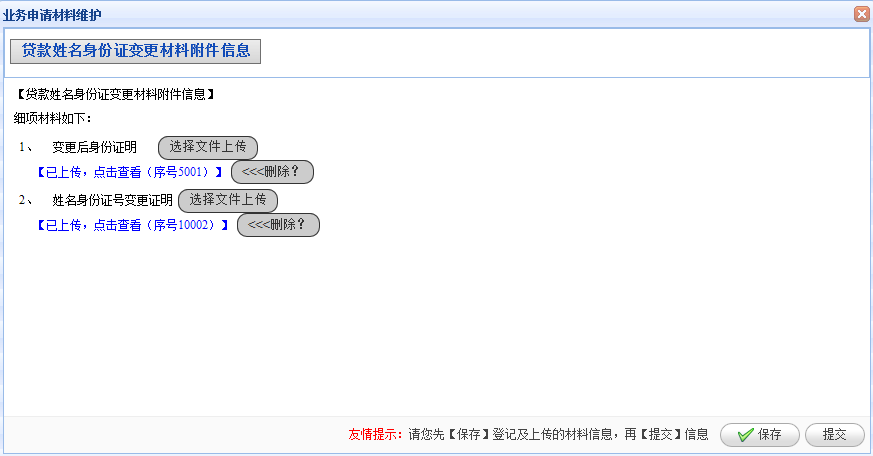 业务申请材料维护
贷款姓名身份证变更材料附件信息
【贷款姓名身份证变更材料附件信息】
细项材料如下：
1、 变更后身份证明 选择文件上传
【已上传，点击查看（序号5001）】 <<<删除？
2、 姓名身份证号变更证明 选择文件上传
【已上传，点击查看（序号10002）】 <<<删除？
友情提示：请您先【保存】登记及上传的材料信息，再【提交】信息 保存 提交